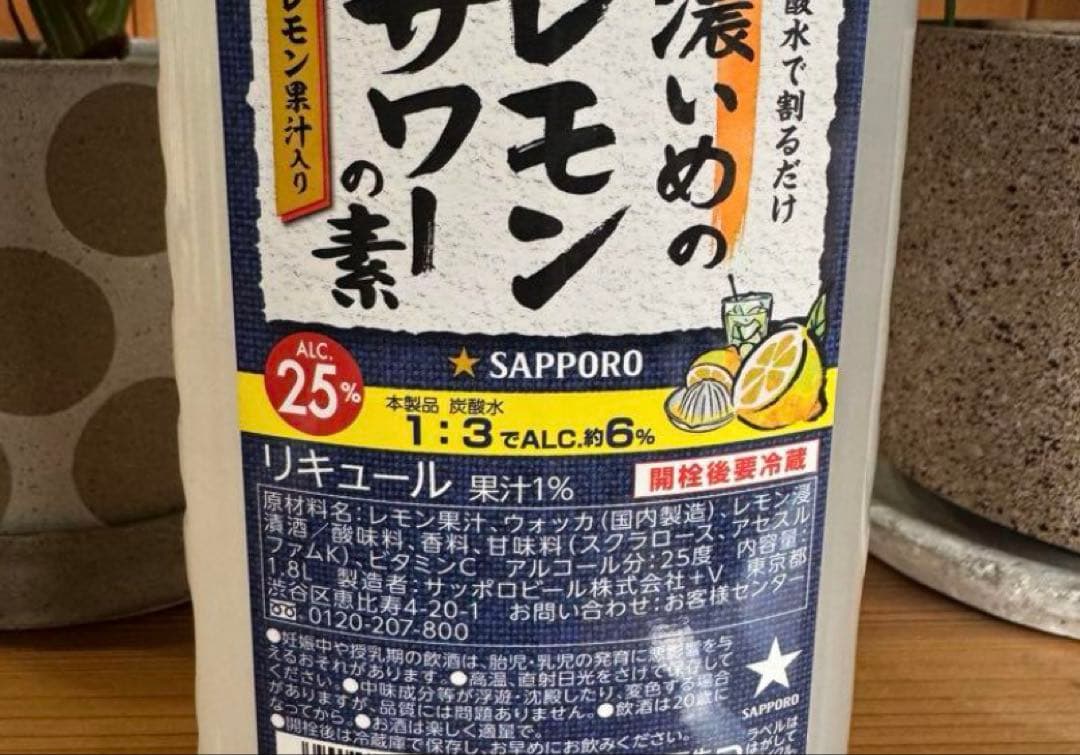 酸水で割るだけ
濃いめの
レモン
サワー
の素
レモン果汁入り
SAPPORO
ALC.
25%
本製品 炭酸水
1:3でALC.約6%
リキュール 果汁1%
開栓後要冷蔵
原材料名:レモン果汁、ウォッカ(国内製造)、レモン浸
漬酒/酸味料、香料、甘味料(スクラロース、アセスル
ファムK)、ビタミンC アルコール分:25度 内容量:
1.8L 製造者:サッポロビール株式会社+V 東京都
渋谷区恵比寿4-20-1 お問い合わせ:お客様センター
0120-207-800
●妊娠中や授乳期の飲酒は、胎児・乳児の発育に悪影響を与
えるおそれがあります。●高温、直射日光をさけて保存して
ください。●中味成分等が浮遊・沈殿したり、変色する場合
がありますが、品質には問題ありません。●飲酒は20歳に
なってから。●お酒は楽しく適量で。
●開栓後は冷蔵庫で保存し、お早めにお飲みください。
SAPPORO
ラベルは
はがして